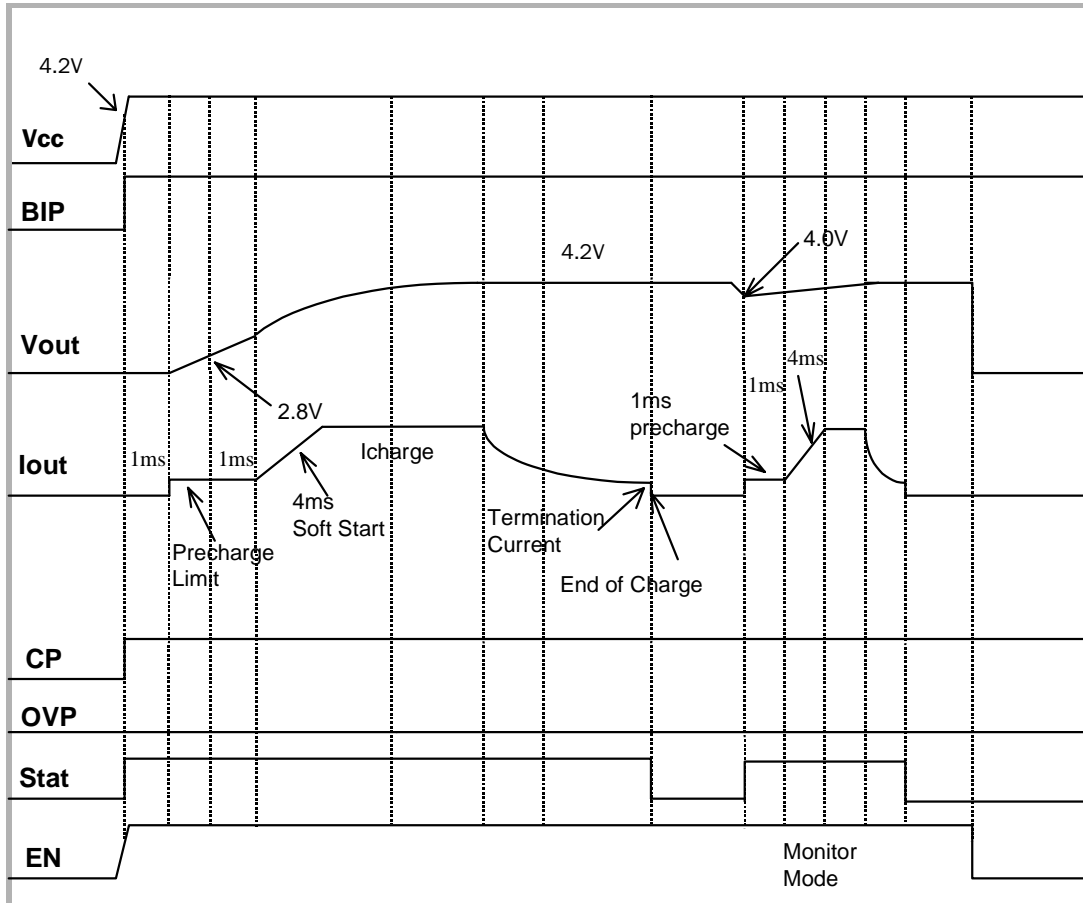 4.2V
Vcc
BIP
4.0V
4.2V
Vout
4ms
1ms
2.8V
1ms
precharge
Iout
1ms
1ms
Icharge
4ms
Soft Start
Termination
Current
Precharge
Limit
End of Charge
CP
OVP
Stat
EN
Monitor
Mode